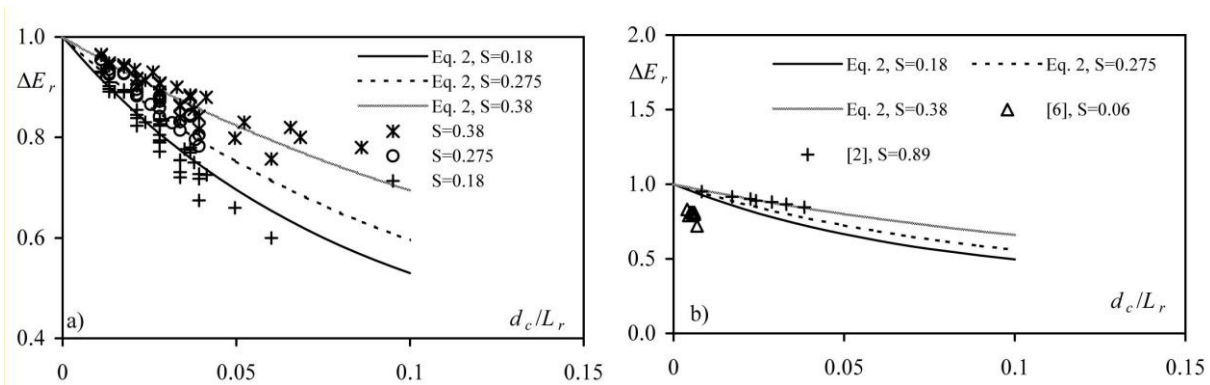 1.0
ΔE_r
0.8
0.6
0.4
Eq. 2, S=0.18
Eq. 2, S=0.275
Eq. 2, S=0.38
S=0.38
S=0.275
S=0.18
a)
d_c/L_r
0 0.05 0.1 0.15
2.0
ΔE_r
1.5
1.0
0.5
0.0
Eq. 2, S=0.18 Eq. 2, S=0.275
Eq. 2, S=0.38 [6], S=0.06
[2], S=0.89
b)
d_c/L_r
0 0.05 0.1 0.15